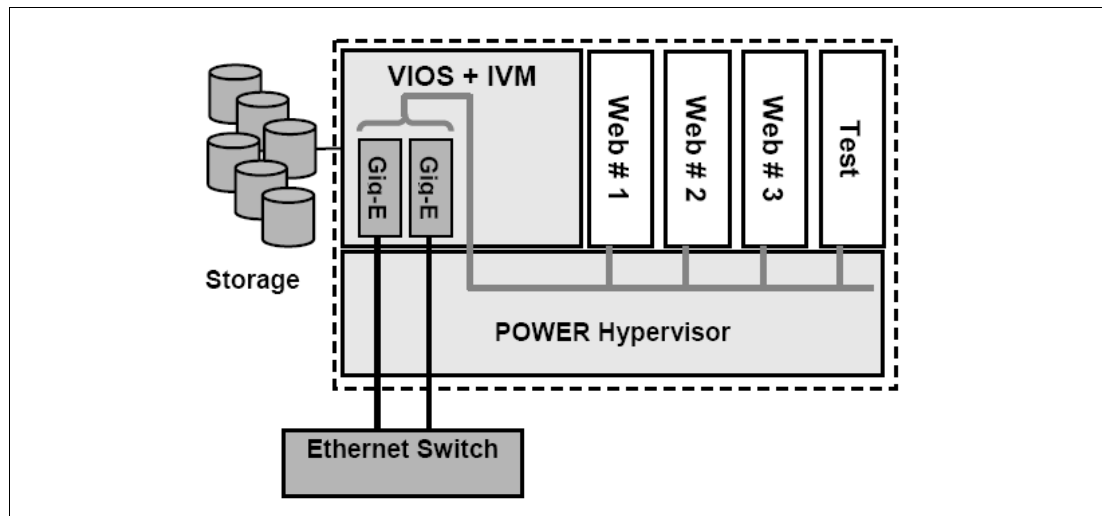 VIOS + IVM
Gig-E
Gig-E
Web # 1
Web # 2
Web # 3
Test
Storage
POWER Hypervisor
Ethernet Switch